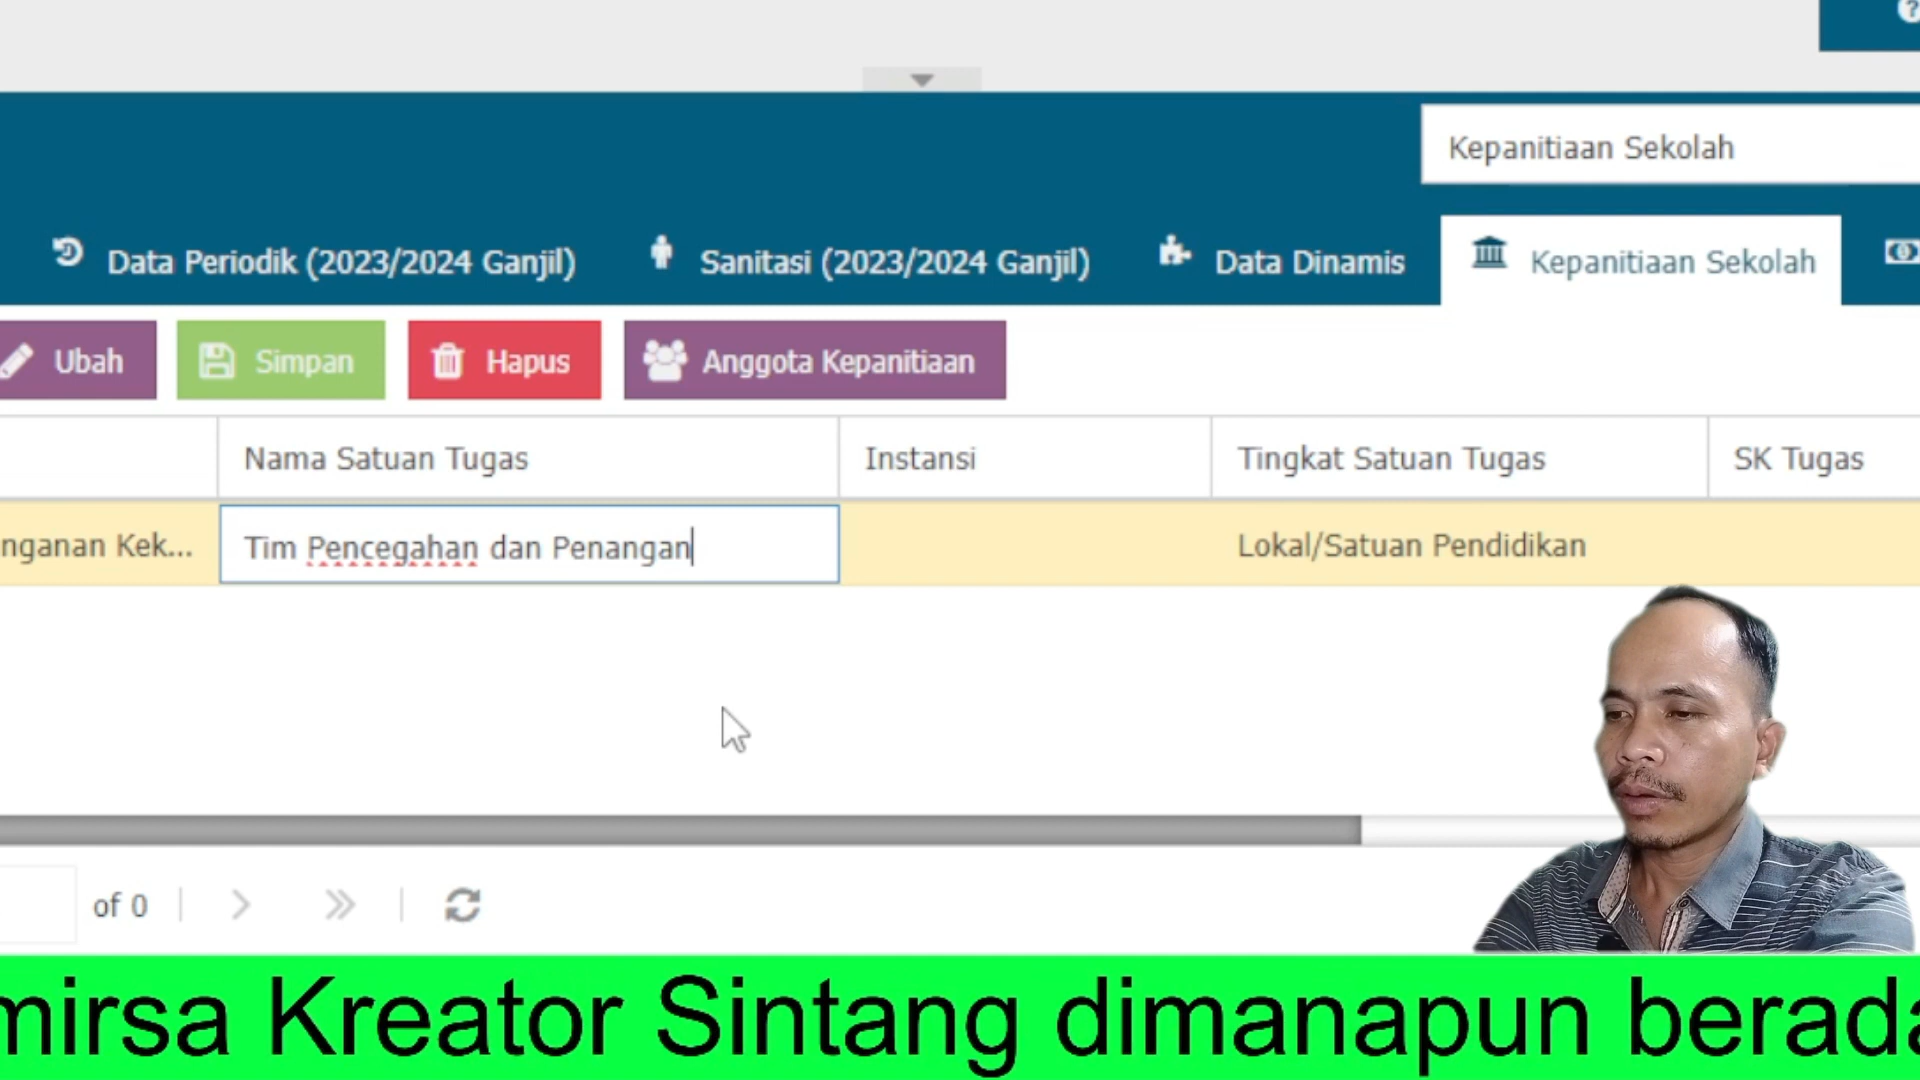 Kepanitiaan Sekolah
Data Periodik (2023/2024 Ganjil) Sanitasi (2023/2024 Ganjil) Data Dinamis Kepanitiaan Sekolah
Ubah Simpan Hapus Anggota Kepanitiaan
Nama Satuan Tugas Instansi Tingkat Satuan Tugas SK Tugas
nganan Kek... Tim Pencegahan dan Penangan Lokal/Satuan Pendidikan
of 0
mirsa Kreator Sintang dimanapun berada